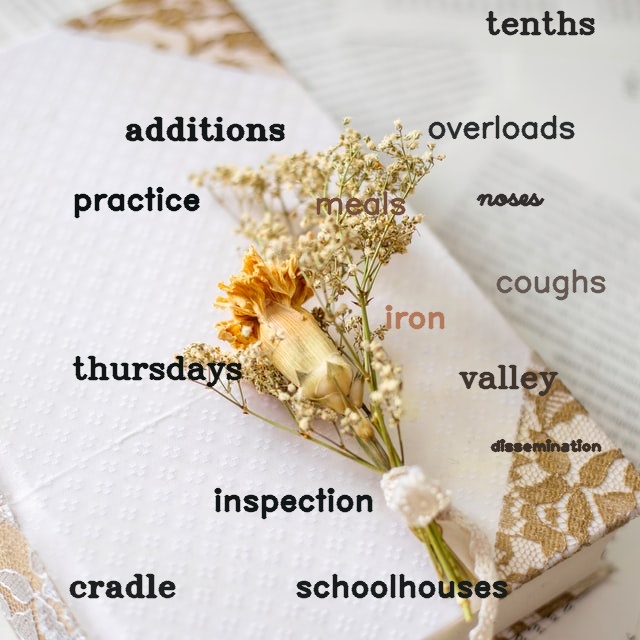 tenths
additions overloads
practice meals noses
coughs
iron
thursdays valley
dissemination
inspection
cradle schoolhouses